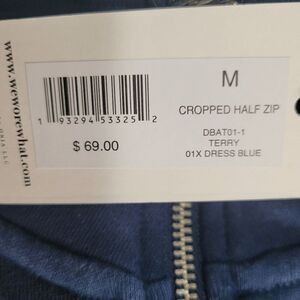 www.weworewhat.com
M
CROPPED HALF ZIP
1 93294 53325 2
DBAT01-1
$ 69.00
TERRY
01X DRESS BLUE